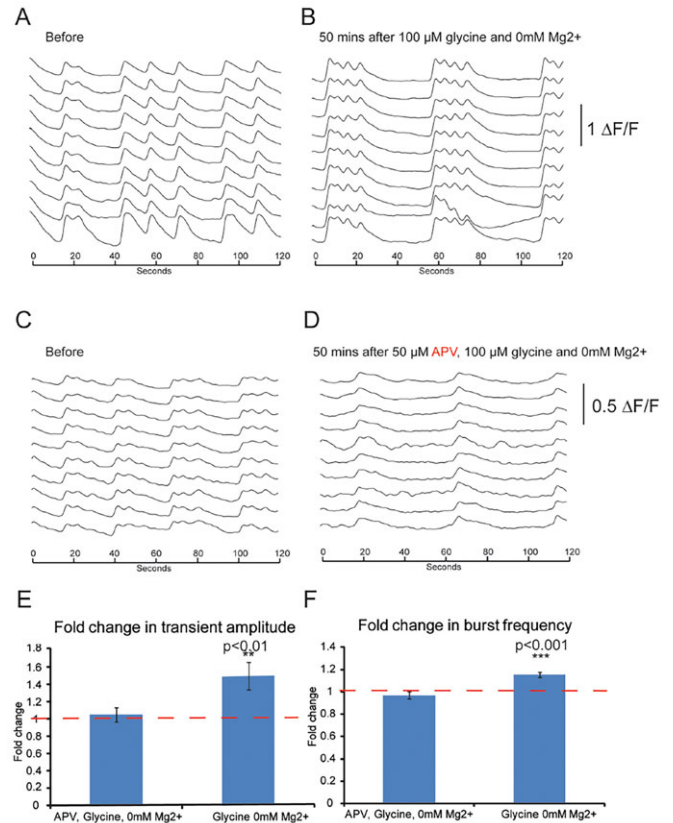 A
Before
0 20 40 60 80 100 120
Seconds
B
50 mins after 100 µM glycine and 0mM Mg2+
1 ΔF/F
0 20 40 60 80 100 120
Seconds
C
Before
0 20 40 60 80 100 120
Seconds
D
50 mins after 50 µM APV, 100 µM glycine and 0mM Mg2+
0.5 ΔF/F
0 20 40 60 80 100 120
Seconds
E
Fold change in transient amplitude
p<0.01
**
1.8
1.6
1.4
1.2
1
0.8
0.6
0.4
0.2
0
Fold change
APV, Glycine, 0mM Mg2+
Glycine 0mM Mg2+
F
Fold change in burst frequency
p<0.001
***
1.4
1.2
1
0.8
0.6
0.4
0.2
0
Fold change
APV, Glycine, 0mM Mg2+
Glycine 0mM Mg2+